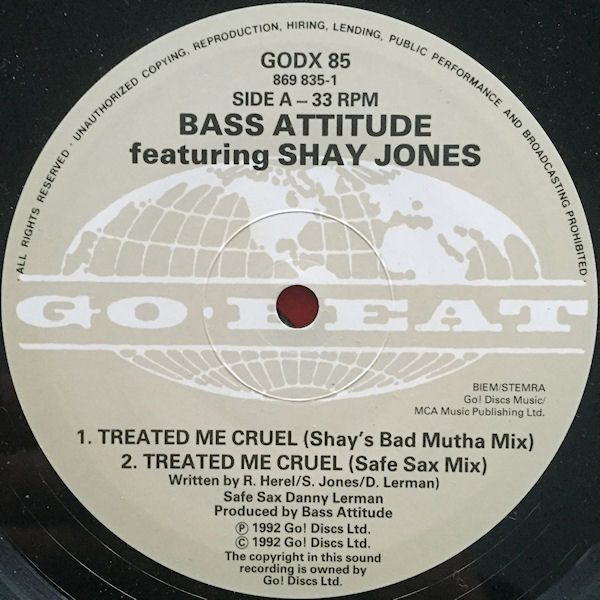 ALL RIGHTS RESERVED · UNAUTHORIZED COPYING, REPRODUCTION, HIRING, LENDING, PUBLIC PERFORMANCE AND BROADCASTING PROHIBITED
GODX 85
869 835-1
SIDE A – 33 RPM
BASS ATTITUDE
featuring SHAY JONES
GO·BEAT
BIEM/STEMRA
Go! Discs Music/
MCA Music Publishing Ltd.
1. TREATED ME CRUEL (Shay's Bad Mutha Mix)
2. TREATED ME CRUEL (Safe Sax Mix)
Written by R. Herel/S. Jones/D. Lerman)
Safe Sax Danny Lerman
Produced by Bass Attitude
℗ 1992 Go! Discs Ltd.
© 1992 Go! Discs Ltd.
The copyright in this sound
recording is owned by
Go! Discs Ltd.